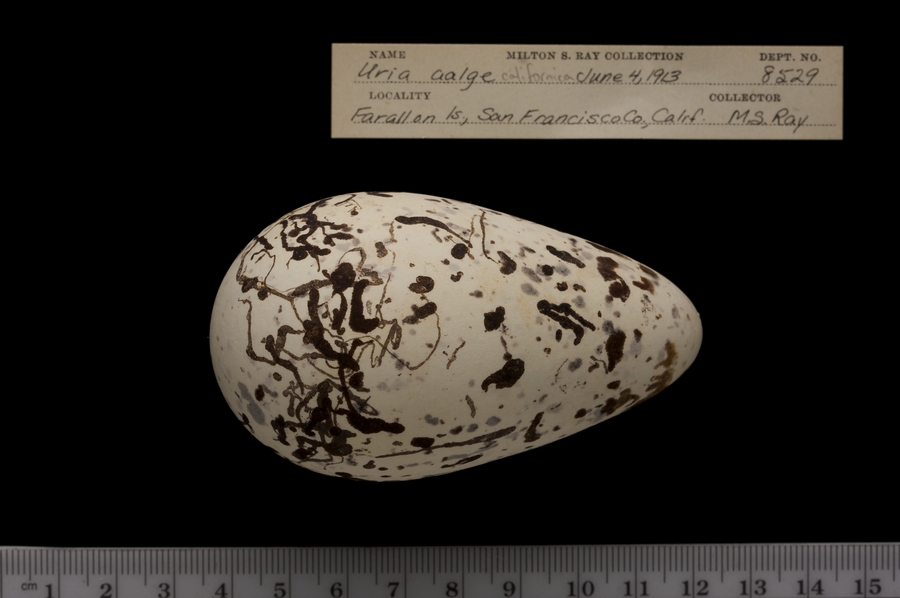 NAME MILTON S. RAY COLLECTION DEPT. NO.
Uria aalge californica June 4, 1913 8529
LOCALITY COLLECTOR
Farallon Is, San Francisco Co, Calif. M.S. Ray
cm 1 2 3 4 5 6 7 8 9 10 11 12 13 14 15